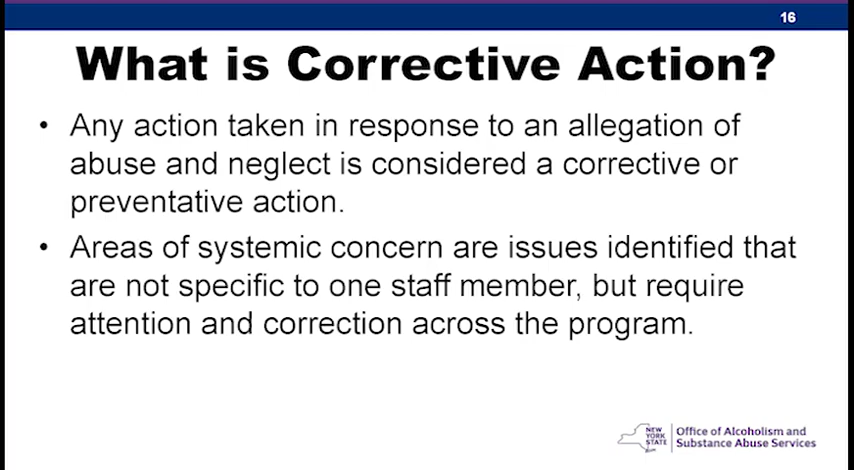 16
What is Corrective Action?
• Any action taken in response to an allegation of
abuse and neglect is considered a corrective or
preventative action.
• Areas of systemic concern are issues identified that
are not specific to one staff member, but require
attention and correction across the program.
NEW
YORK
STATE
Office of Alcoholism and
Substance Abuse Services